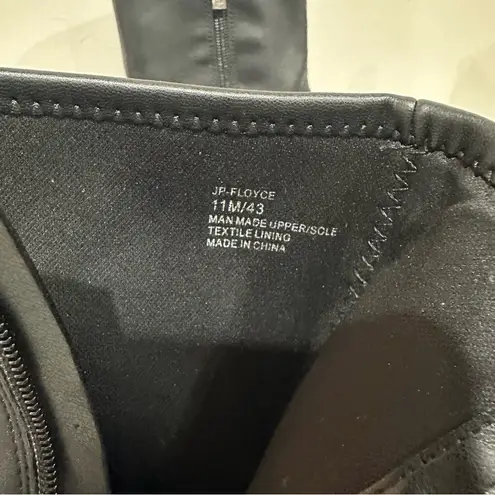 JP-FLOYCE
11M/43
MAN MADE UPPER/SOLE
TEXTILE LINING
MADE IN CHINA